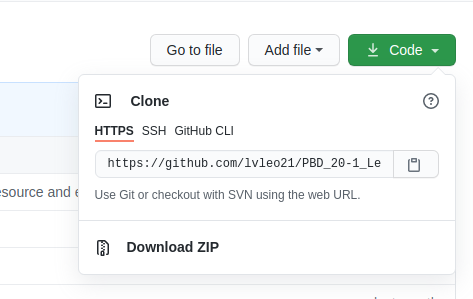 Go to file Add file Code
Clone
HTTPS SSH GitHub CLI
https://github.com/lvleo21/PBD_20-1_Le
Use Git or checkout with SVN using the web URL.
esource and
Download ZIP